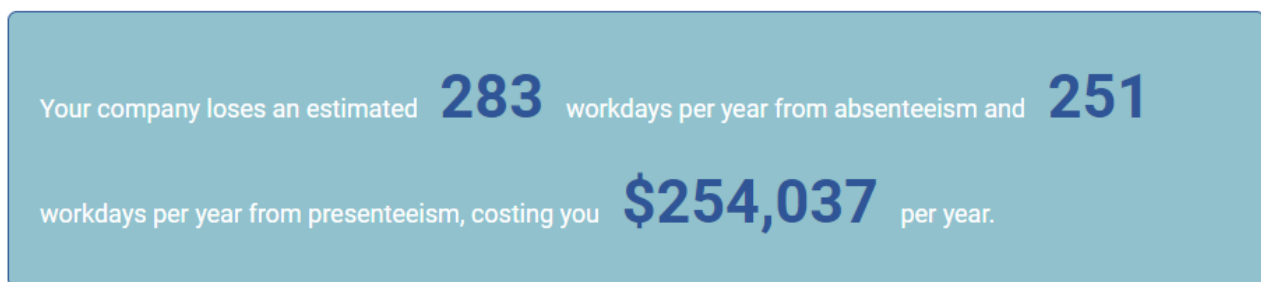 Your company loses an estimated 283 workdays per year from absenteeism and 251
workdays per year from presenteeism, costing you $254,037 per year.